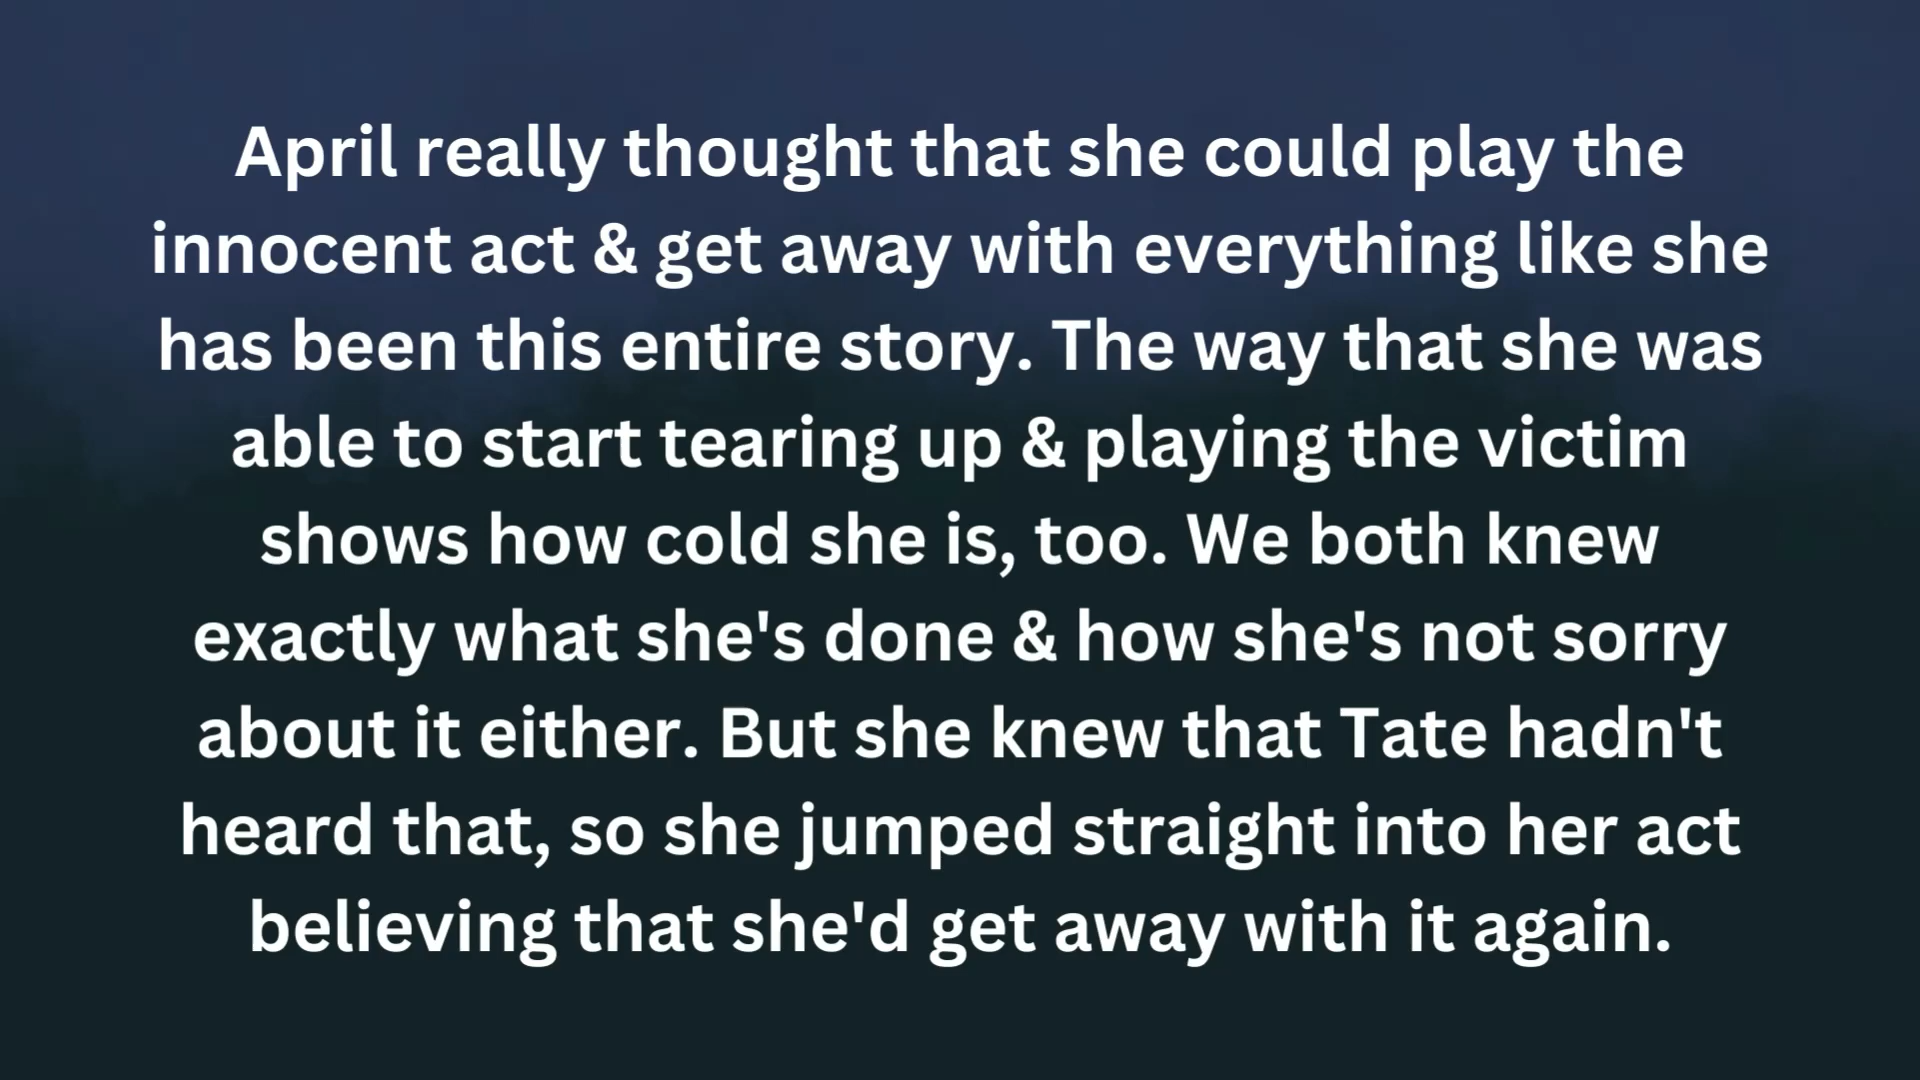 April really thought that she could play the
innocent act & get away with everything like she
has been this entire story. The way that she was
able to start tearing up & playing the victim
shows how cold she is, too. We both knew
exactly what she's done & how she's not sorry
about it either. But she knew that Tate hadn't
heard that, so she jumped straight into her act
believing that she'd get away with it again.